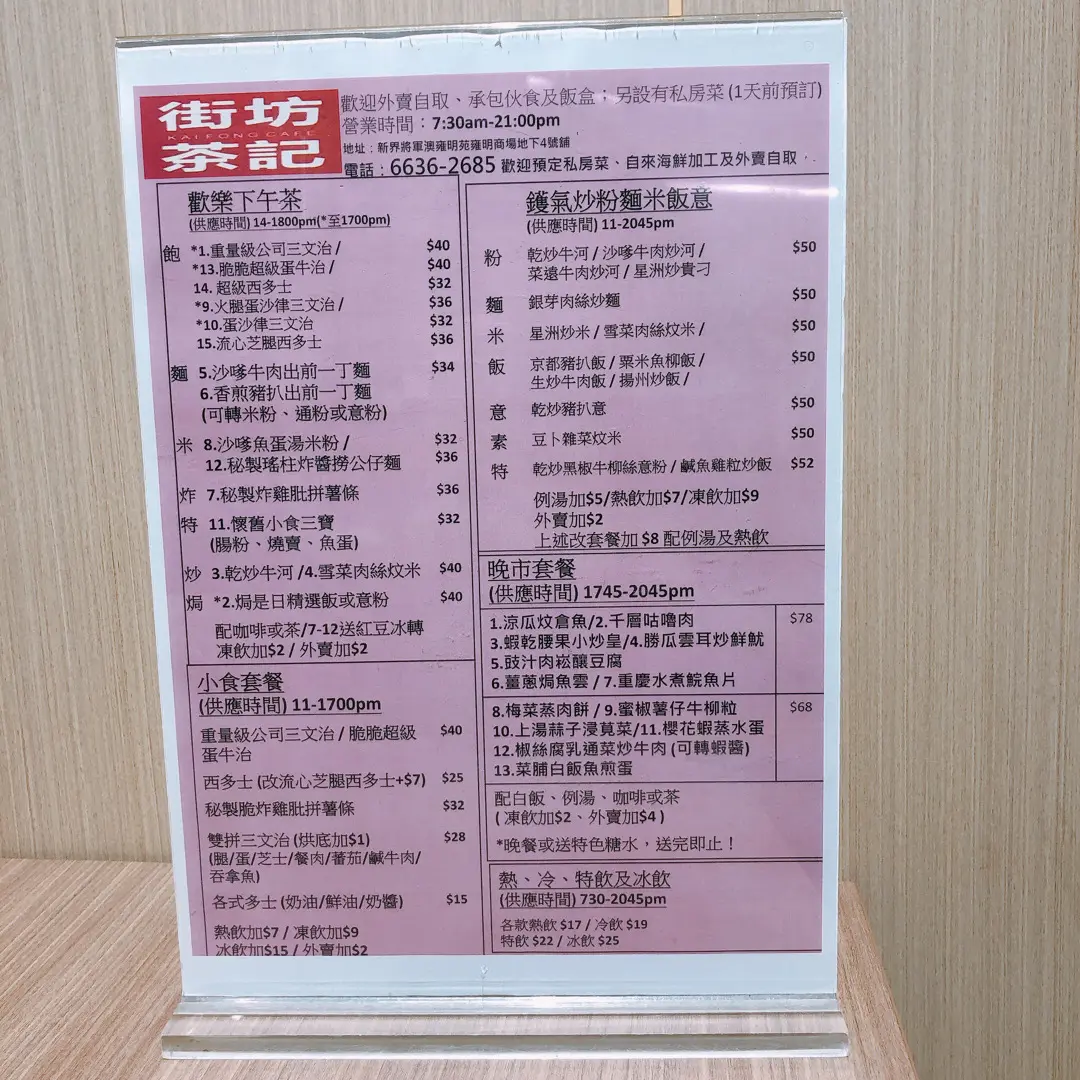 街坊
KAI FONG CAFE
茶記
歡迎外賣自取、承包伙食及飯盒；另設有私房菜 (1天前預訂)
營業時間：7:30am-21:00pm
地址：新界將軍澳雍明苑雍明商場地下4號舖
電話：6636-2685 歡迎預定私房菜、自來海鮮加工及外賣自取，
歡樂下午茶
(供應時間) 14-1800pm(*至1700pm)
飽 *1.重量級公司三文治 / $40
*13.脆脆超級蛋牛治 / $40
14. 超級西多士 $32
*9.火腿蛋沙律三文治 / $36
*10.蛋沙律三文治 $32
15.流心芝腿西多士 $36
麵 5.沙嗲牛肉出前一丁麵 $34
6.香煎豬扒出前一丁麵
(可轉米粉、通粉或意粉)
米 8.沙嗲魚蛋湯米粉 / $32
12.秘製瑤柱炸醬撈公仔麵 $36
炸 7.秘製炸雞肶拼薯條 $36
特 11.懷舊小食三寶 $32
(腸粉、燒賣、魚蛋)
炒 3.乾炒牛河 /4.雪菜肉絲炆米 $40
焗 *2.焗是日精選飯或意粉 $40
配咖啡或茶/7-12送紅豆冰轉
凍飲加$2 / 外賣加$2
小食套餐
(供應時間) 11-1700pm
重量級公司三文治 / 脆脆超級 $40
蛋牛治
西多士 (改流心芝腿西多士+$7) $25
秘製脆炸雞肶拼薯條 $32
雙拼三文治 (烘底加$1) $28
(腿/蛋/芝士/餐肉/蕃茄/鹹牛肉/
吞拿魚)
各式多士 (奶油/鮮油/奶醬) $15
熱飲加$7 / 凍飲加$9
冰飲加$15 / 外賣加$2
鑊氣炒粉麵米飯意
(供應時間) 11-2045pm
粉 乾炒牛河 / 沙嗲牛肉炒河 / $50
菜遠牛肉炒河 / 星洲炒貴刁
麵 銀芽肉絲炒麵 $50
米 星洲炒米 / 雪菜肉絲炆米 / $50
飯 京都豬扒飯 / 粟米魚柳飯 / $50
生炒牛肉飯 / 揚州炒飯 /
意 乾炒豬扒意 $50
素 豆卜雜菜炆米 $50
特 乾炒黑椒牛柳絲意粉 / 鹹魚雞粒炒飯 $52
例湯加$5/熱飲加$7/凍飲加$9
外賣加$2
上述改套餐加 $8 配例湯及熱飲
晚市套餐
(供應時間) 1745-2045pm
1.涼瓜炆倉魚/2.千層咕嚕肉 $78
3.蝦乾腰果小炒皇/4.勝瓜雲耳炒鮮魷
5.豉汁肉崧釀豆腐
6.薑蔥焗魚雲 / 7.重慶水煮鯇魚片
8.梅菜蒸肉餅 / 9.蜜椒薯仔牛柳粒 $68
10.上湯蒜子浸莧菜/11.櫻花蝦蒸水蛋
12.椒絲腐乳通菜炒牛肉 (可轉蝦醬)
13.菜脯白飯魚煎蛋
配白飯、例湯、咖啡或茶
( 凍飲加$2、外賣加$4 )
*晚餐或送特色糖水，送完即止！
熱、冷、特飲及冰飲
(供應時間) 730-2045pm
各款熱飲 $17 / 冷飲 $19
特飲 $22 / 冰飲 $25